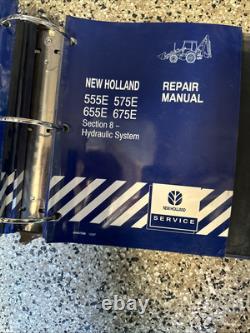 NEW HOLLAND
REPAIR
MANUAL
555E 575E
655E 675E
Section 8 -
Hydraulic System
NEW HOLLAND
SERVICE